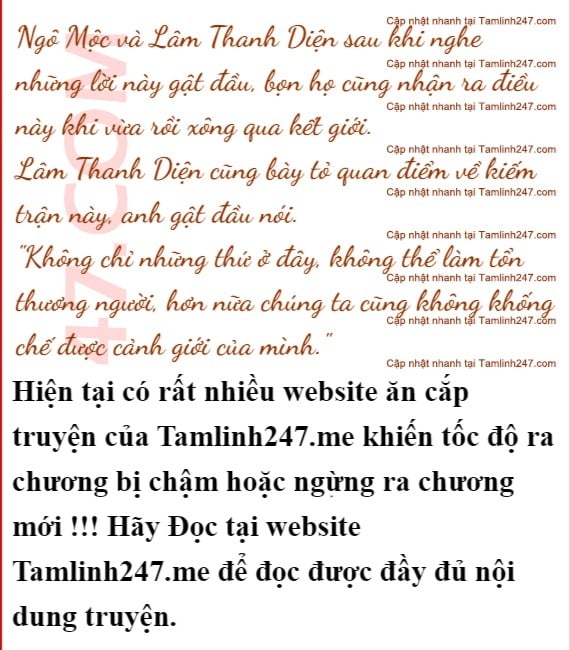 Cập nhật nhanh tại Tamlinh247.com
Ngô Mộc và Lâm Thanh Diện sau khi nghe
Cập nhật nhanh tại Tamlinh247.com
những lời này gật đầu, bọn họ cũng nhận ra điều
Cập nhật nhanh tại Tamlinh247.com
này khi vừa rồi xông qua kết giới.
Cập nhật nhanh tại Tamlinh247.com
Lâm Thanh Diện cũng bày tỏ quan điểm về kiếm
Cập nhật nhanh tại Tamlinh247.com
trận này, anh gật đầu nói.
Cập nhật nhanh tại Tamlinh247.com
"Không chỉ những thứ ở đây, không thể làm tổn
Cập nhật nhanh tại Tamlinh247.com
thương người, hơn nữa chúng ta cũng không khống
Cập nhật nhanh tại Tamlinh247.com
chế được cảnh giới của mình."
Cập nhật nhanh tại Tamlinh247.com
47.COM
Hiện tại có rất nhiều website ăn cắp
truyện của Tamlinh247.me khiến tốc độ ra
chương bị chậm hoặc ngừng ra chương
mới !!! Hãy Đọc tại website
Tamlinh247.me để đọc được đầy đủ nội
dung truyện.